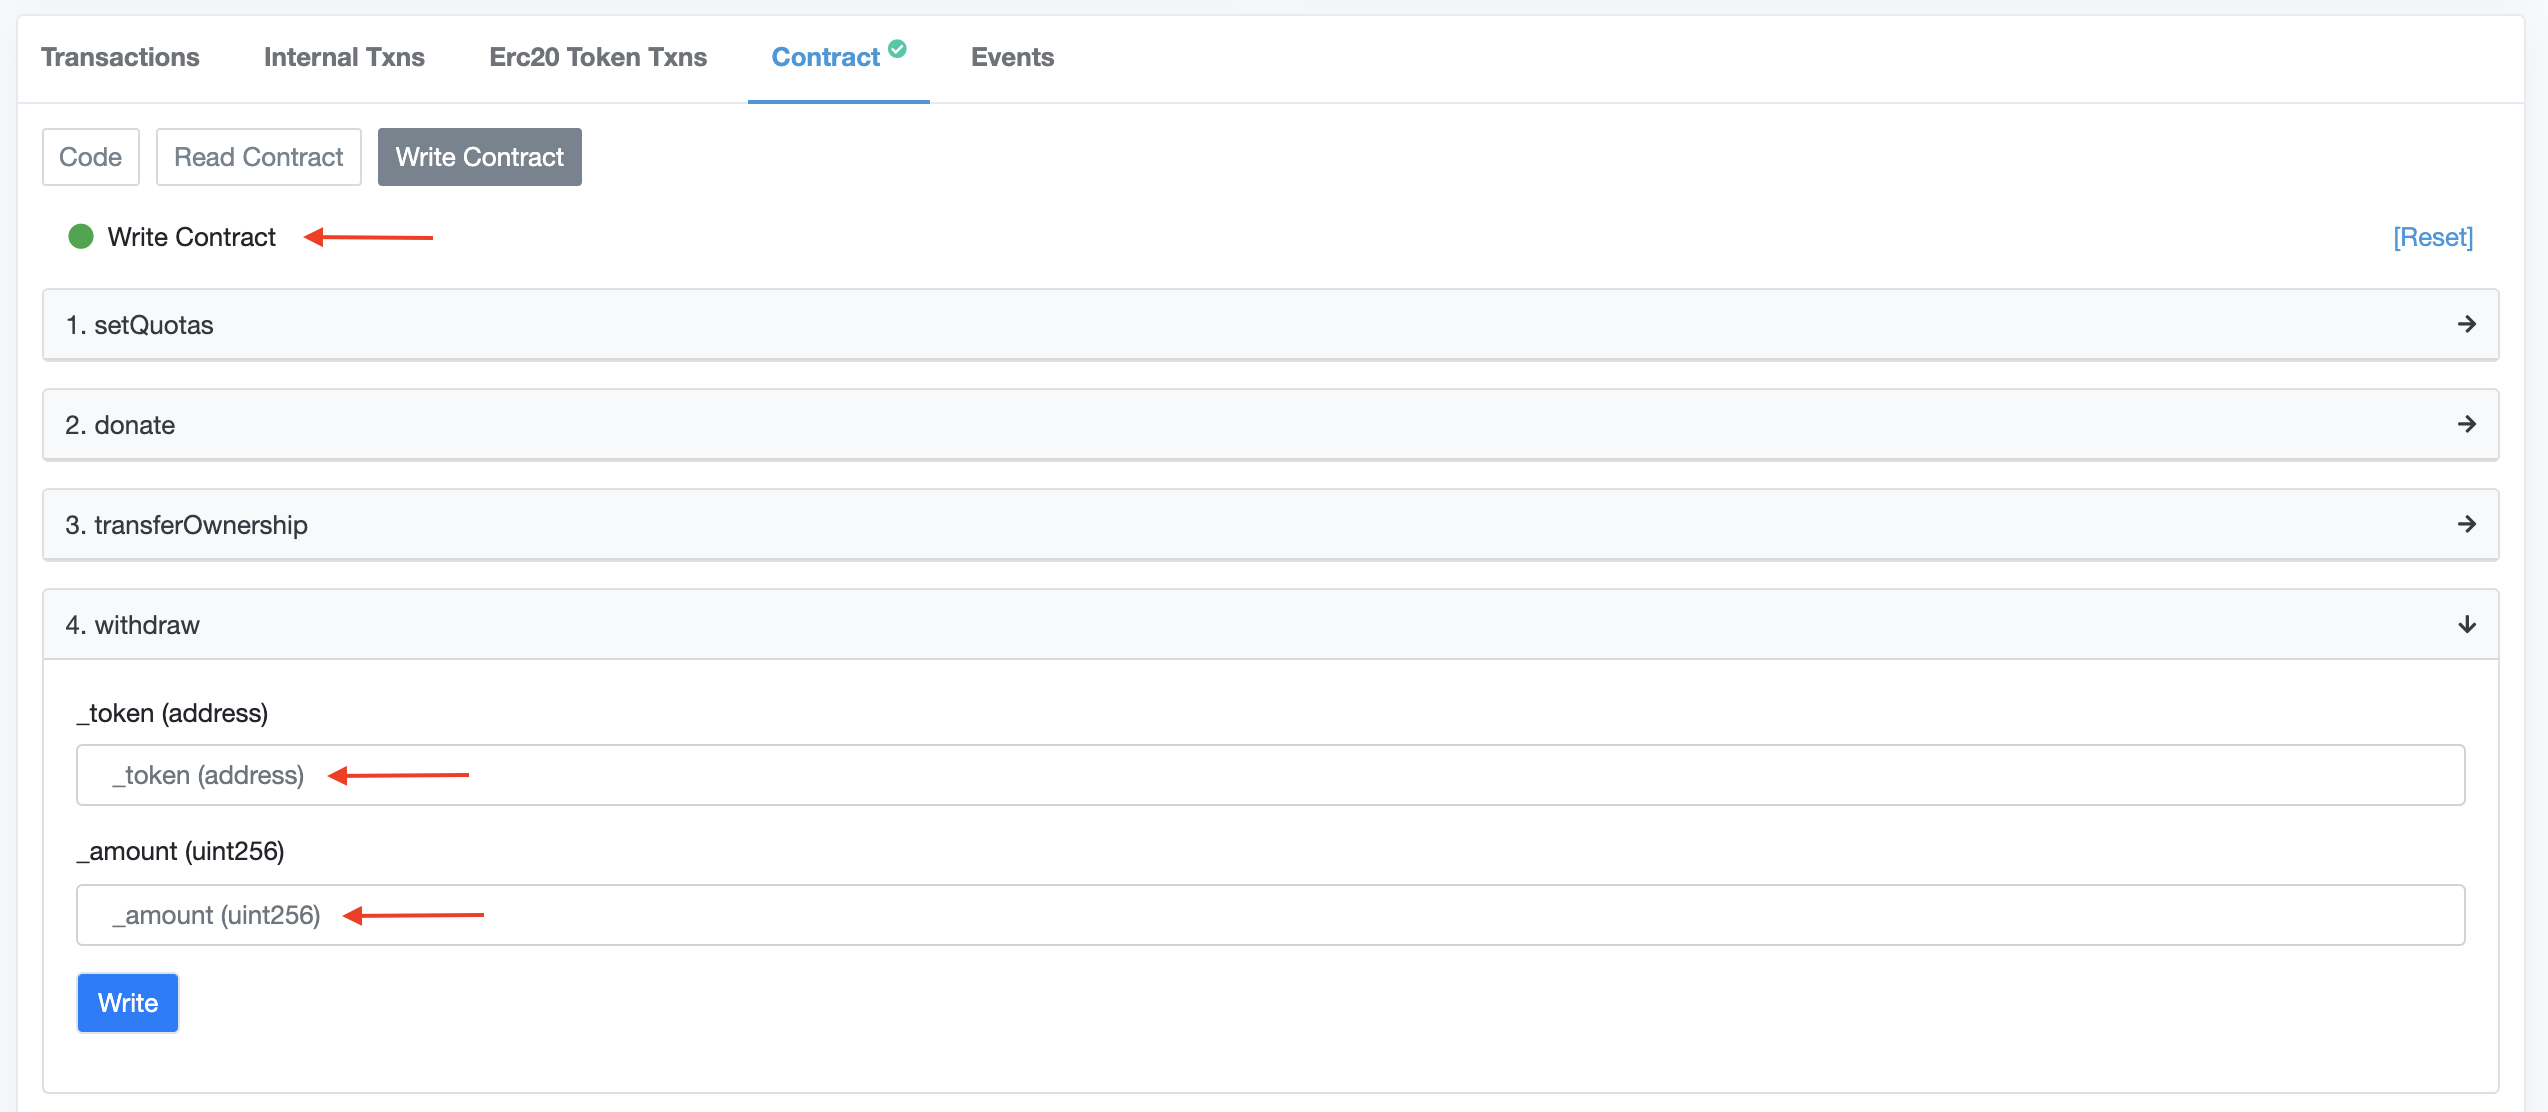 Transactions Internal Txns Erc20 Token Txns Contract Events
Code Read Contract Write Contract
Write Contract [Reset]
1. setQuotas
2. donate
3. transferOwnership
4. withdraw
_token (address)
_token (address)
_amount (uint256)
_amount (uint256)
Write